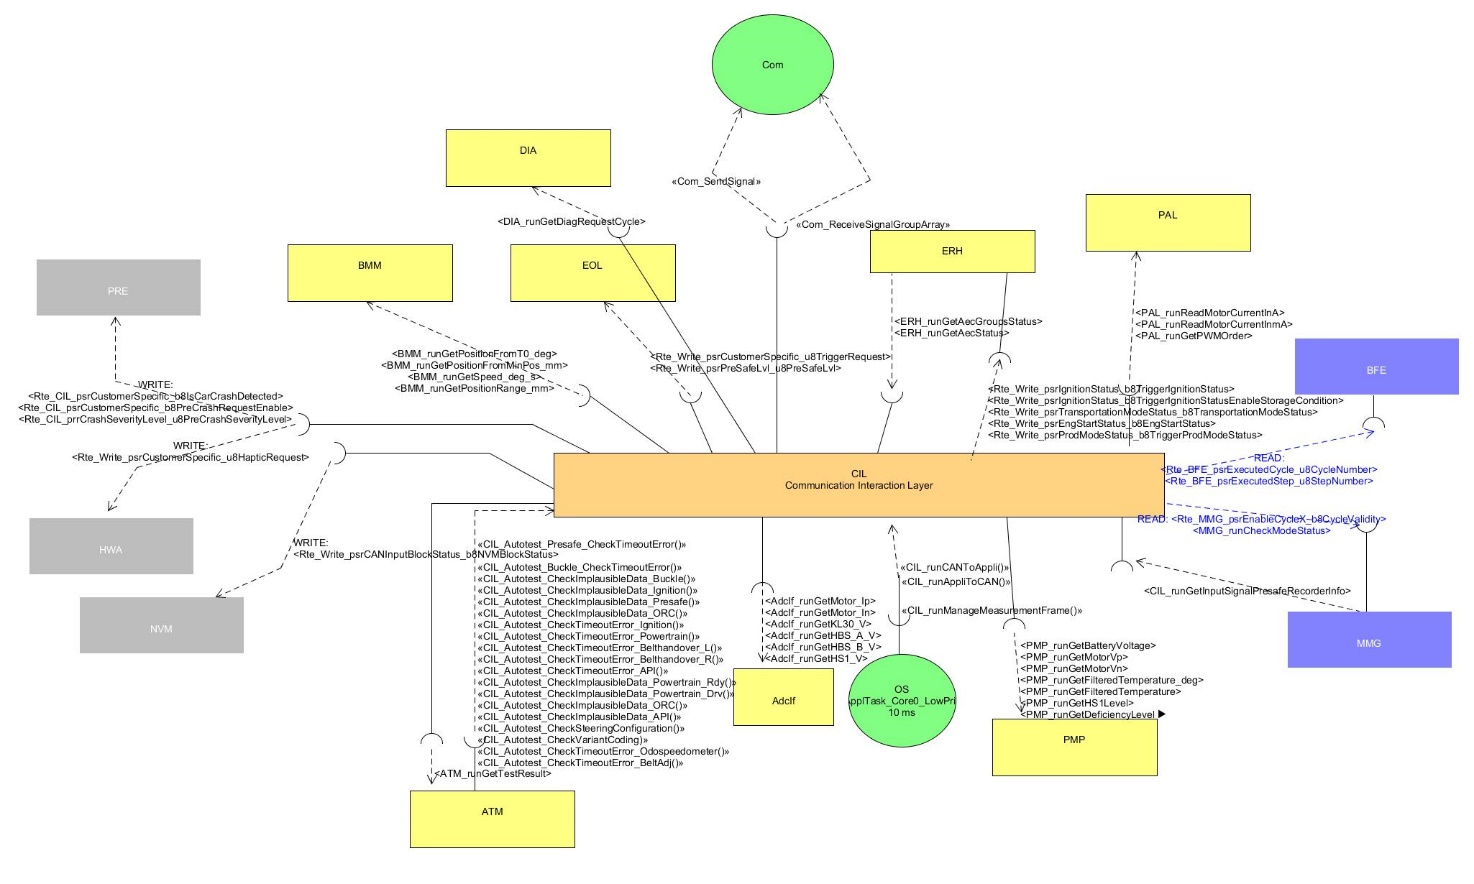 Com
DIA
«Com_SendSignal»
<DIA_runGetDiagRequestCycle>
«Com_ReceiveSignalGroupArray»
PAL
ERH
BMM
EOL
PRE
<PAL_runReadMotorCurrentInA>
<PAL_runReadMotorCurrentInmA>
<PAL_runGetPWMOrder>
<ERH_runGetAecGroupsStatus>
<ERH_runGetAecStatus>
<BMM_runGetPositionFromT0_deg>
<BMM_runGetPositionFromMinPos_mm>
<BMM_runGetSpeed_deg_s>
<BMM_runGetPositionRange_mm>
<Rte_Write_psrCustomerSpecific_u8TriggerRequest>
<Rte_Write_psrPreSafeLvl_u8PreSafeLvl>
BFE
WRITE:
<Rte_CIL_psrCustomerSpecific_b8IsCarCrashDetected>
<Rte_CIL_psrCustomerSpecific_b8PreCrashRequestEnable>
<Rte_CIL_prrCrashSeverityLevel_u8PreCrashSeverityLevel>
<Rte_Write_psrIgnitionStatus_b8TriggerIgnitionStatus>
<Rte_Write_psrIgnitionStatus_b8TriggerIgnitionStatusEnableStorageCondition>
<Rte_Write_psrTransportationModeStatus_b8TransportationModeStatus>
<Rte_Write_psrEngStartStatus_b8EngStartStatus>
<Rte_Write_psrProdModeStatus_b8TriggerProdModeStatus>
WRITE:
<Rte_Write_psrCustomerSpecific_u8HapticRequest>
READ:
<Rte_BFE_psrExecutedCycle_u8CycleNumber>
<Rte_BFE_psrExecutedStep_u8StepNumber>
CIL
Communication Interaction Layer
READ: <Rte_MMG_psrEnableCycleX_b8CycleValidity>
<MMG_runCheckModeStatus>
HWA
WRITE:
<Rte_Write_psrCANInputBlockStatus_b8NVMBlockStatus>
«CIL_Autotest_Presafe_CheckTimeoutError()»
«CIL_Autotest_Buckle_CheckTimeoutError()»
«CIL_Autotest_CheckImplausibleData_Buckle()»
«CIL_Autotest_CheckImplausibleData_Ignition()»
«CIL_Autotest_CheckImplausibleData_Presafe()»
«CIL_Autotest_CheckImplausibleData_ORC()»
«CIL_Autotest_CheckTimeoutError_Ignition()»
«CIL_Autotest_CheckTimeoutError_Powertrain()»
«CIL_Autotest_CheckTimeoutError_Belthandover_L()»
«CIL_Autotest_CheckTimeoutError_Belthandover_R()»
«CIL_Autotest_CheckTimeoutError_API()»
«CIL_Autotest_CheckImplausibleData_Powertrain_Rdy()»
«CIL_Autotest_CheckImplausibleData_Powertrain_Drv()»
«CIL_Autotest_CheckImplausibleData_ORC()»
«CIL_Autotest_CheckImplausibleData_API()»
«CIL_Autotest_CheckSteeringConfiguration()»
«CIL_Autotest_CheckVariantCoding)»
«CIL_Autotest_CheckTimeoutError_Odospeedometer()»
«CIL_Autotest_CheckTimeoutError_BeltAdj()»
<ATM_runGetTestResult>
«CIL_runCANToAppli()»
«CIL_runAppliToCAN()»
«CIL_runManageMeasurementFrame()»
<CIL_runGetInputSignalPresafeRecorderInfo>
<AdcIf_runGetMotor_Ip>
<AdcIf_runGetMotor_In>
<AdcIf_runGetKL30_V>
<AdcIf_runGetHBS_A_V>
<AdcIf_runGetHBS_B_V>
<AdcIf_runGetHS1_V>
NVM
MMG
<PMP_runGetBatteryVoltage>
<PMP_runGetMotorVp>
<PMP_runGetMotorVn>
<PMP_runGetFilteredTemperature_deg>
<PMP_runGetFilteredTemperature>
<PMP_runGetHS1Level>
<PMP_runGetDeficiencyLevel
AdcIf
OS
ApplTask_Core0_LowPri
10 ms
PMP
ATM